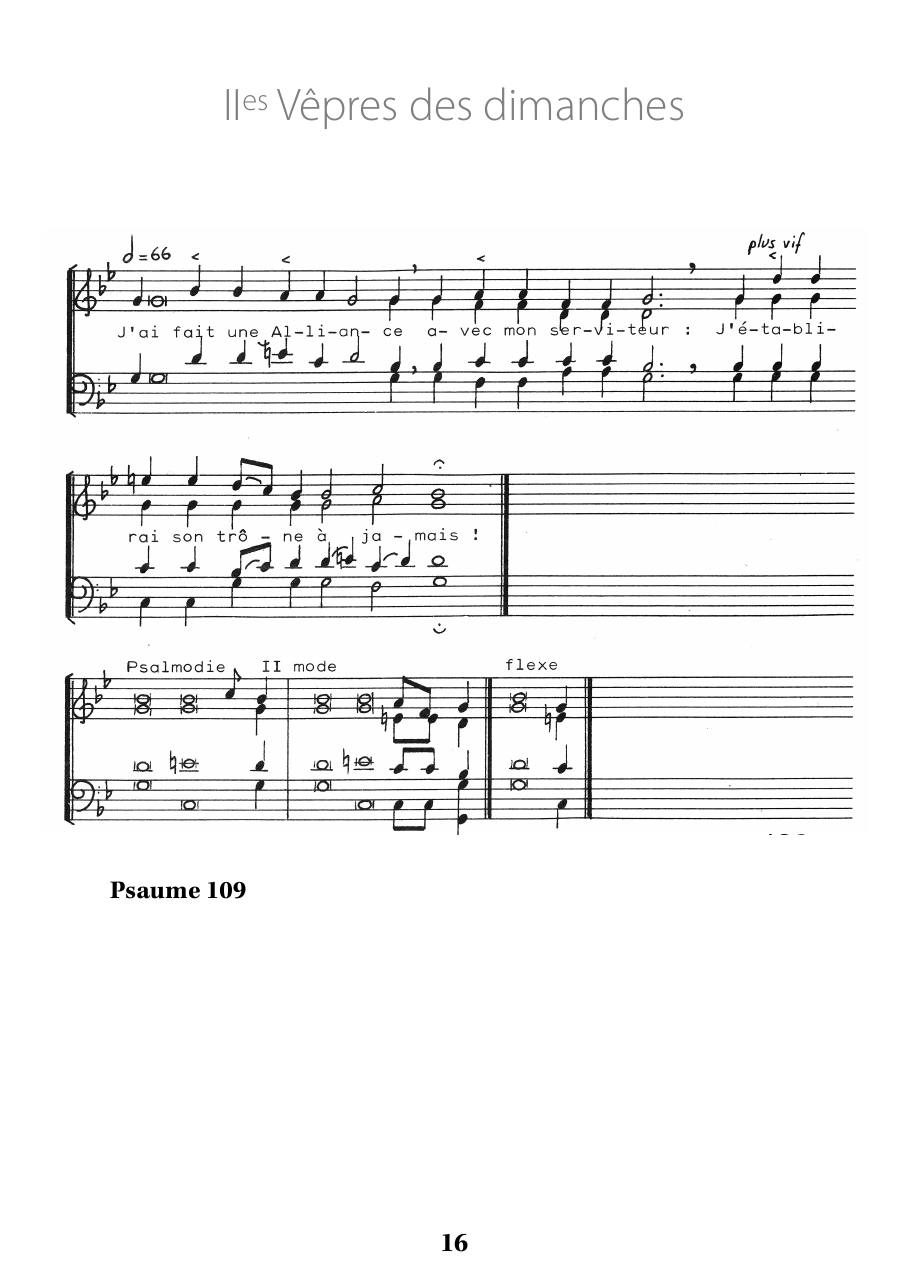 IIes Vêpres des dimanches
= 66
plus vif
J'ai fait une Al-li-an- ce a- vec mon ser-vi-teur : J'é-ta-bli-
rai son trô - ne à ja - mais !
Psalmodie II mode flexe
Psaume 109
16